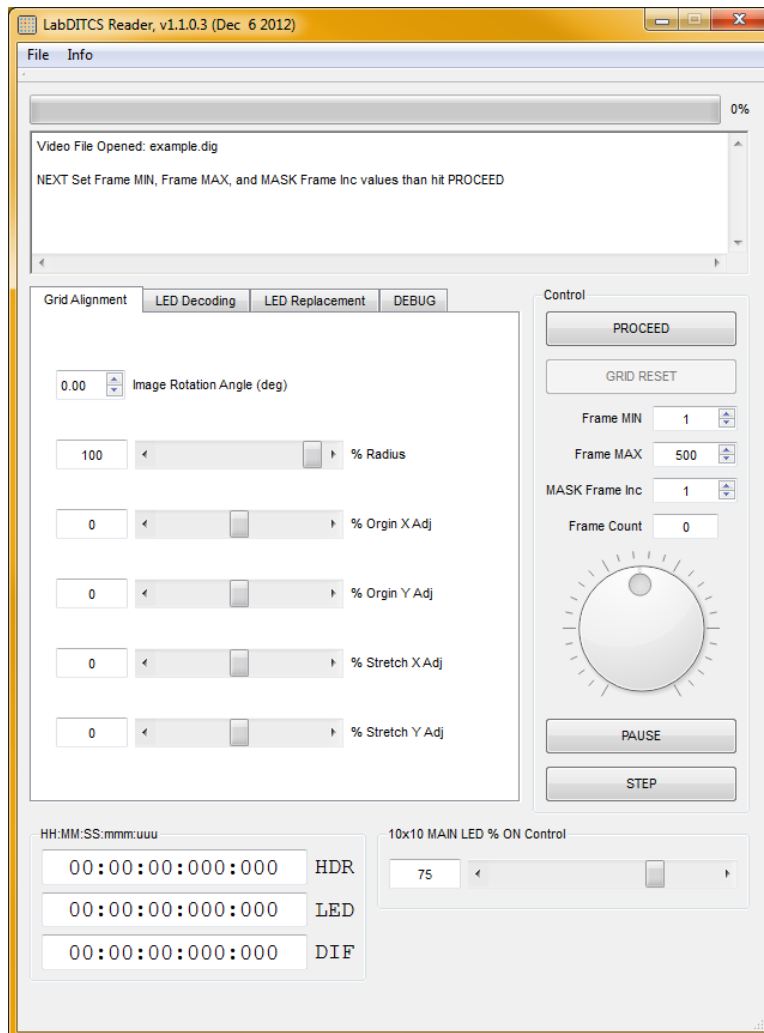 LabDITCS Reader, v1.1.0.3 (Dec 6 2012)
File Info
0%
Video File Opened: example.dig
NEXT Set Frame MIN, Frame MAX, and MASK Frame Inc values than hit PROCEED
Grid Alignment LED Decoding LED Replacement DEBUG
0.00 Image Rotation Angle (deg)
100 % Radius
0 % Orgin X Adj
0 % Orgin Y Adj
0 % Stretch X Adj
0 % Stretch Y Adj
Control
PROCEED
GRID RESET
Frame MIN 1
Frame MAX 500
MASK Frame Inc 1
Frame Count 0
PAUSE
STEP
HH:MM:SS:mmm:uuu
00:00:00:000:000 HDR
00:00:00:000:000 LED
00:00:00:000:000 DIF
10x10 MAIN LED % ON Control
75